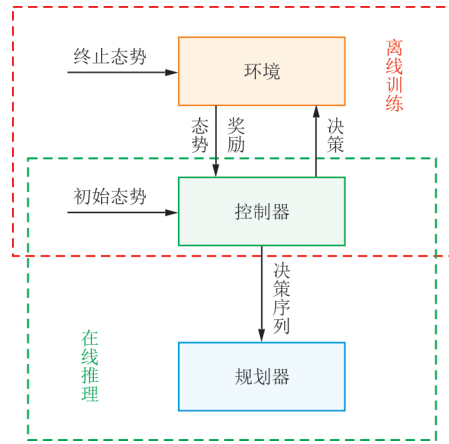 终止态势
环境
离线训练
态势
奖励
决策
初始态势
控制器
决策序列
在线推理
规划器